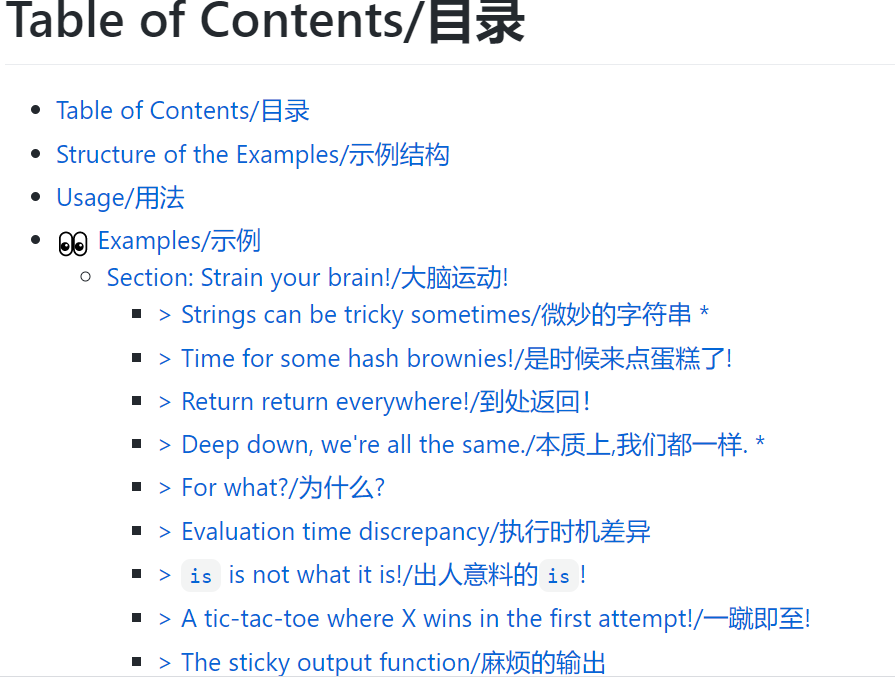 Table of Contents/目录
Table of Contents/目录
Structure of the Examples/示例结构
Usage/用法
Examples/示例
Section: Strain your brain!/大脑运动!
> Strings can be tricky sometimes/微妙的字符串 *
> Time for some hash brownies!/是时候来点蛋糕了!
> Return return everywhere!/到处返回！
> Deep down, we're all the same./本质上,我们都一样. *
> For what?/为什么?
> Evaluation time discrepancy/执行时机差异
> is is not what it is!/出人意料的 is !
> A tic-tac-toe where X wins in the first attempt!/一蹴即至!
> The sticky output function/麻烦的输出